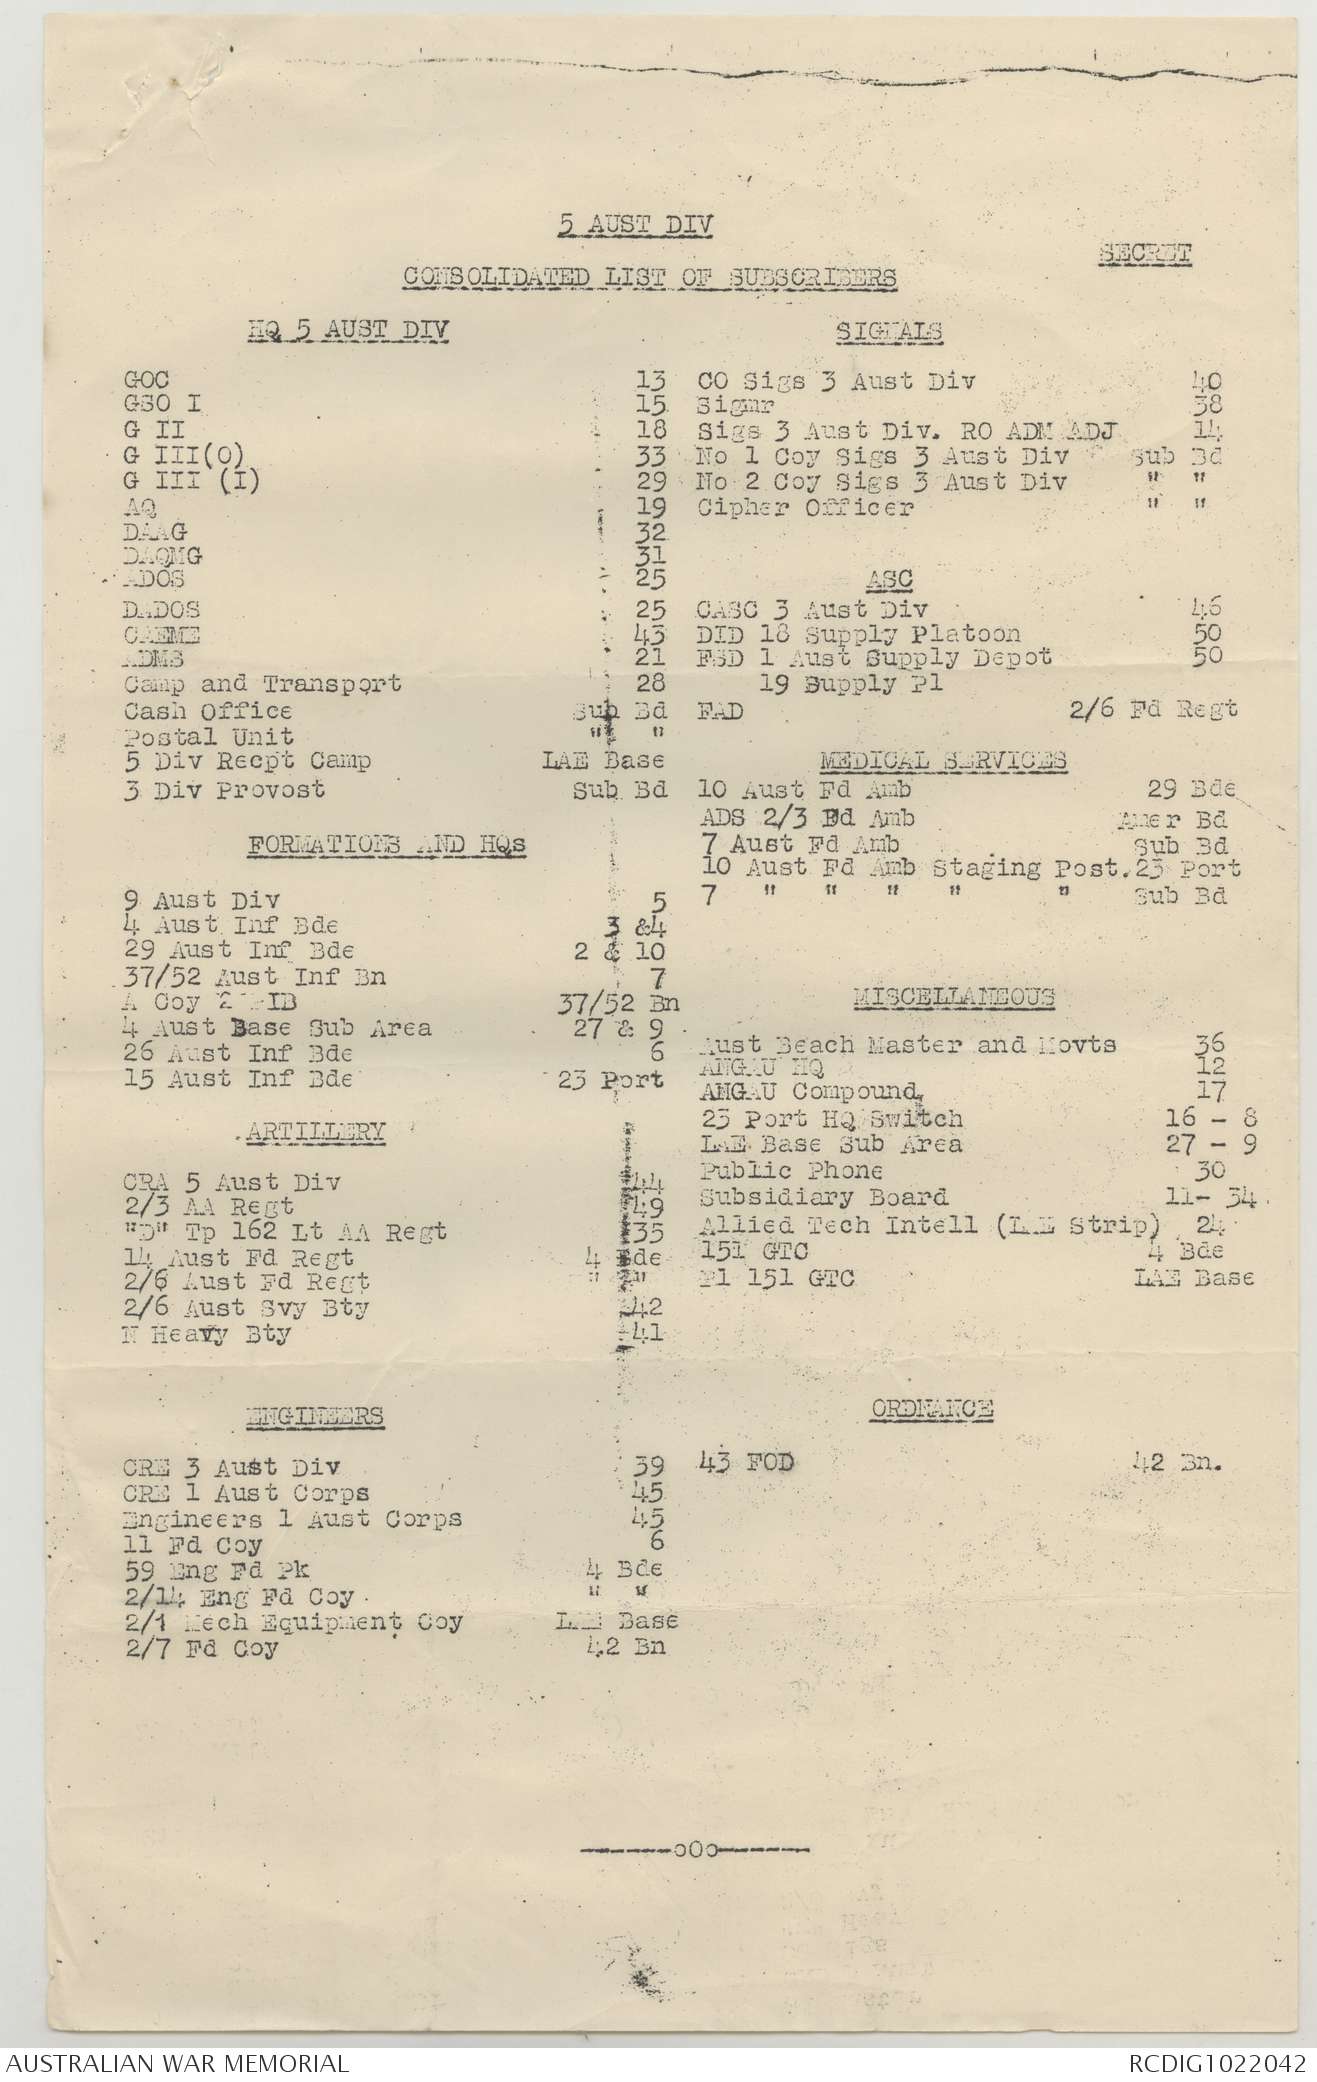 5 AUST DIV
SECRET
CONSOLIDATED LIST OF SUBSCRIBERS
HQ 5 AUST DIV
GOC 13
GSO I 15
G II 18
G III(O) 33
G III (I) 29
AQ 19
DAAG 32
DAQMG 31
ADOS 25
DADOS 25
CAEME 43
ADMS 21
Camp and Transport 28
Cash Office Sub Bd
Postal Unit " "
5 Div Recpt Camp LAE Base
3 Div Provost Sub Bd
FORMATIONS AND HQs
9 Aust Div 5
4 Aust Inf Bde 3 &4
29 Aust Inf Bde 2 & 10
37/52 Aust Inf Bn 7
A Coy 2 IB 37/52 Bn
4 Aust Base Sub Area 27 & 9
26 Aust Inf Bde 6
15 Aust Inf Bde 23 Port
ARTILLERY
CRA 5 Aust Div 44
2/3 AA Regt 49
"D" Tp 162 Lt AA Regt 35
14 Aust Fd Regt 4 Bde
2/6 Aust Fd Regt " "
2/6 Aust Svy Bty 42
N Heavy Bty 41
ENGINEERS
CRE 3 Aust Div 39
CRE 1 Aust Corps 45
Engineers 1 Aust Corps 45
11 Fd Coy 6
59 Eng Fd Pk 4 Bde
2/14 Eng Fd Coy " "
2/1 Mech Equipment Coy LAE Base
2/7 Fd Coy 42 Bn
SIGNALS
CO Sigs 3 Aust Div 40
Sigmr 38
Sigs 3 Aust Div. RO ADM ADJ 14
No 1 Coy Sigs 3 Aust Div Sub Bd
No 2 Coy Sigs 3 Aust Div " "
Cipher Officer " "
ASC
CASC 3 Aust Div 46
DID 18 Supply Platoon 50
FSD 1 Aust Supply Depot 50
19 Supply Pl
FAD 2/6 Fd Regt
MEDICAL SERVICES
10 Aust Fd Amb 29 Bde
ADS 2/3 Fd Amb Amer Bd
7 Aust Fd Amb Sub Bd
10 Aust Fd Amb Staging Post. 23 Port
7 " " " " " Sub Bd
MISCELLANEOUS
Aust Beach Master and Movts 36
ANGAU HQ 12
ANGAU Compound, 17
23 Port HQ Switch 16 - 8
LAE Base Sub Area 27 - 9
Public Phone 30
Subsidiary Board 11- 34
Allied Tech Intell (LAE Strip) 24
151 GTC 4 Bde
Pl 151 GTC LAE Base
ORDNANCE
43 FOD 42 Bn.
------oOo------
AUSTRALIAN WAR MEMORIAL
RCDIG1022042